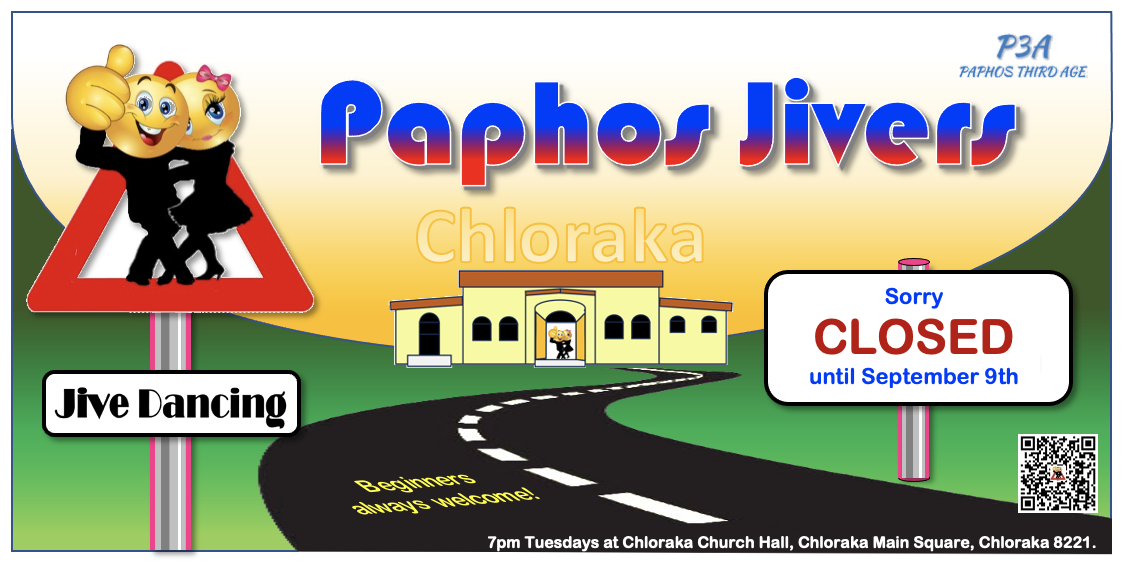 P3A
PAPHOS THIRD AGE
Paphos Jivers
Chloraka
Sorry
CLOSED
until September 9th
Jive Dancing
Beginners
always welcome!
7pm Tuesdays at Chloraka Church Hall, Chloraka Main Square, Chloraka 8221.